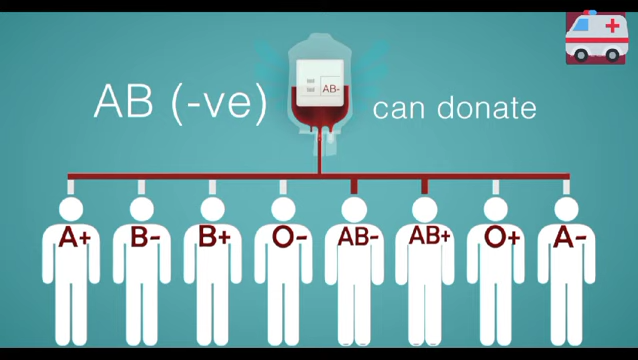 AB (-ve)
AB-
can donate
A+ B- B+ O- AB- AB+ O+ A-